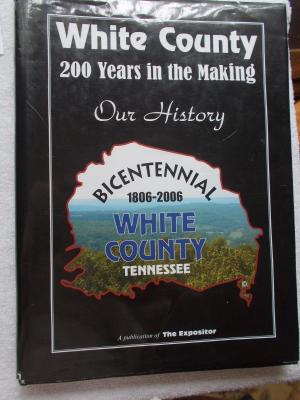 White County
200 Years in the Making
Our History
BICENTENNIAL
1806-2006
WHITE
COUNTY
TENNESSEE
A publication of The Expositor